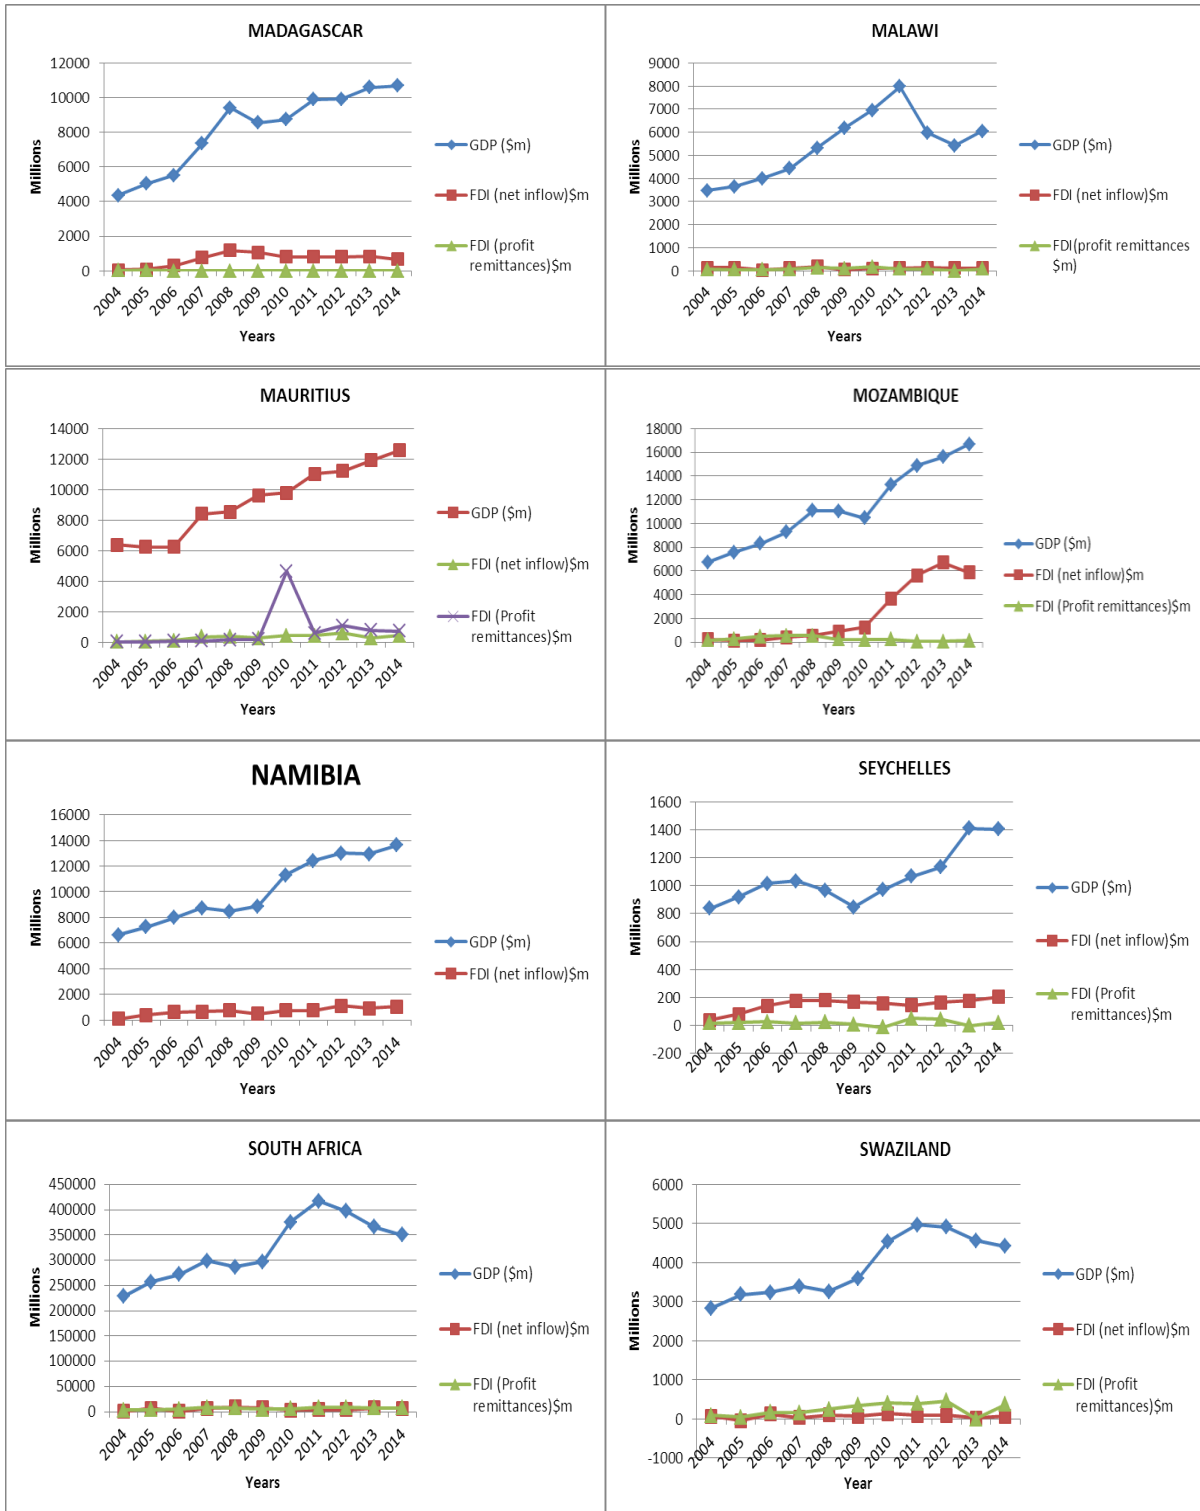 MADAGASCAR
Millions
12000
10000
8000
6000
4000
2000
0
2004 2005 2006 2007 2008 2009 2010 2011 2012 2013 2014
Years
GDP ($m)
FDI (net inflow)$m
FDI (profit
remittances)$m
MALAWI
Millions
9000
8000
7000
6000
5000
4000
3000
2000
1000
0
2004 2005 2006 2007 2008 2009 2010 2011 2012 2013 2014
Years
GDP ($m)
FDI (net inflow)$m
FDI(profit remittances
$m)
MAURITIUS
Millions
14000
12000
10000
8000
6000
4000
2000
0
2004 2005 2006 2007 2008 2009 2010 2011 2012 2013 2014
Years
GDP ($m)
FDI (net inflow)$m
FDI (Profit
remittances)$m
MOZAMBIQUE
Millions
18000
16000
14000
12000
10000
8000
6000
4000
2000
0
2004 2005 2006 2007 2008 2009 2010 2011 2012 2013 2014
Years
GDP ($m)
FDI (net inflow)$m
FDI (Profit remittances)$m
NAMIBIA
Millions
16000
14000
12000
10000
8000
6000
4000
2000
0
2004 2005 2006 2007 2008 2009 2010 2011 2012 2013 2014
Years
GDP ($m)
FDI (net inflow)$m
SEYCHELLES
Millions
1600
1400
1200
1000
800
600
400
200
0
-200
2004 2005 2006 2007 2008 2009 2010 2011 2012 2013 2014
Years
GDP ($m)
FDI (net inflow)$m
FDI (Profit
remittances)$m
SOUTH AFRICA
Millions
450000
400000
350000
300000
250000
200000
150000
100000
50000
0
2004 2005 2006 2007 2008 2009 2010 2011 2012 2013 2014
Years
GDP ($m)
FDI (net inflow)$m
FDI (Profit
remittances)$m
SWAZILAND
Millions
6000
5000
4000
3000
2000
1000
0
-1000
2004 2005 2006 2007 2008 2009 2010 2011 2012 2013 2014
Year
GDP ($m)
FDI (net inflow)$m
FDI (Profit
remittances)$m